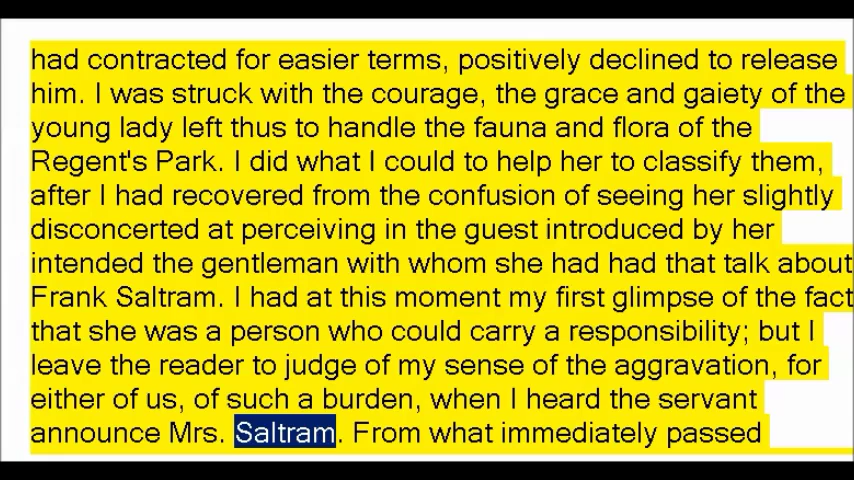 had contracted for easier terms, positively declined to release
him. I was struck with the courage, the grace and gaiety of the
young lady left thus to handle the fauna and flora of the
Regent's Park. I did what I could to help her to classify them,
after I had recovered from the confusion of seeing her slightly
disconcerted at perceiving in the guest introduced by her
intended the gentleman with whom she had had that talk about
Frank Saltram. I had at this moment my first glimpse of the fact
that she was a person who could carry a responsibility; but I
leave the reader to judge of my sense of the aggravation, for
either of us, of such a burden, when I heard the servant
announce Mrs. Saltram. From what immediately passed